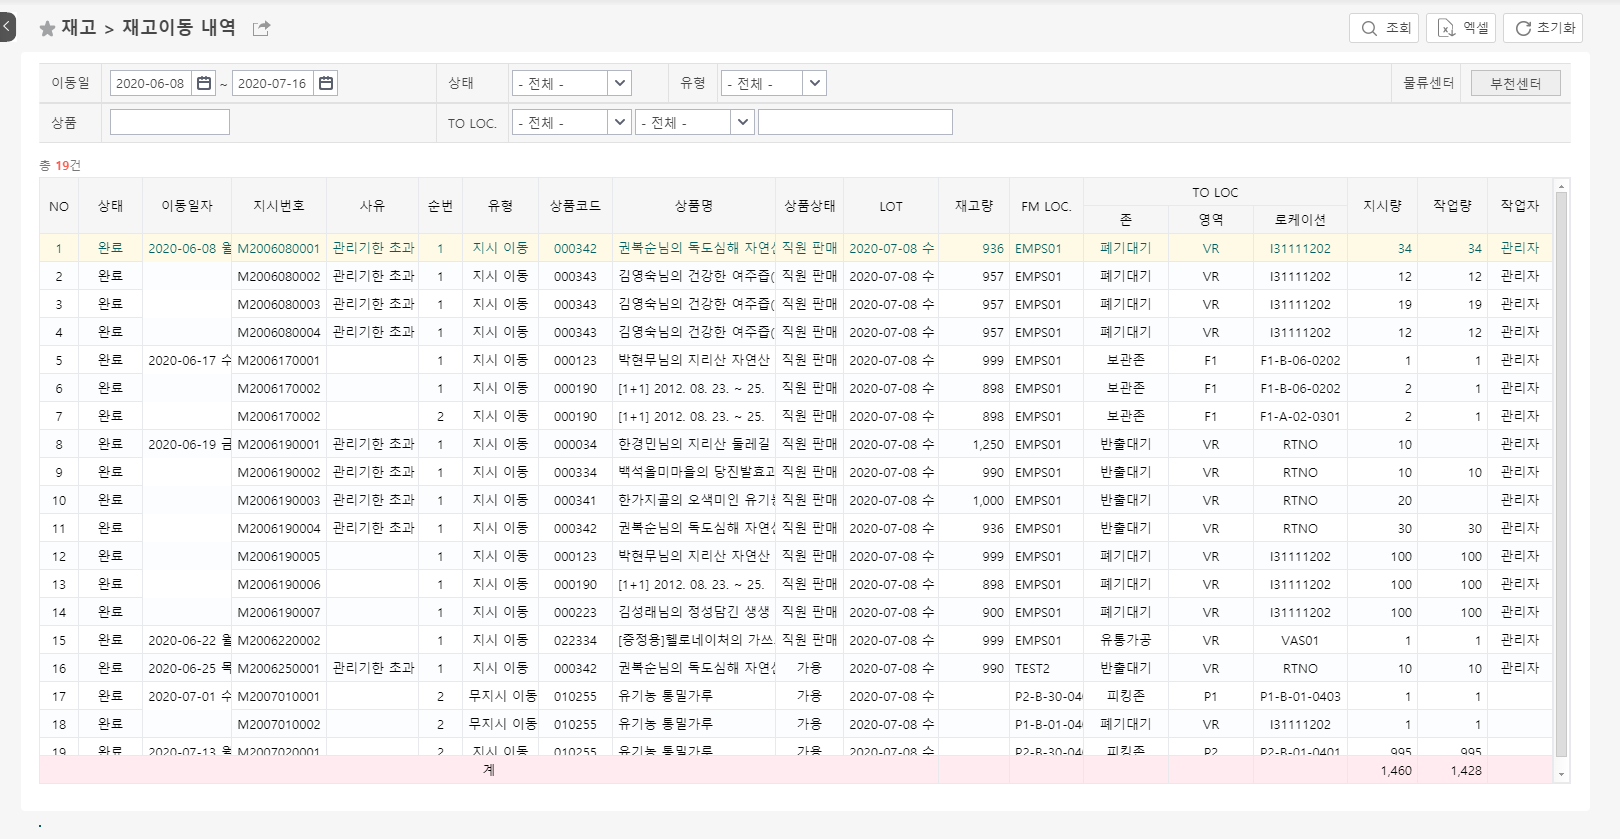 재고 > 재고이동 내역
조회 엑셀 초기화
이동일 2020-06-08 ~ 2020-07-16 상태 - 전체 - 유형 - 전체 - 물류센터 부천센터
상품 TO LOC. - 전체 - - 전체 -
총 19건
NO 상태 이동일자 지시번호 사유 순번 유형 상품코드 상품명 상품상태 LOT 재고량 FM LOC. TO LOC 지시량 작업량 작업자
존 영역 로케이션
1 완료 2020-06-08 월 M2006080001 관리기한 초과 1 지시 이동 000342 권복순님의 독도심해 자연산 직원 판매 2020-07-08 수 936 EMPS01 폐기대기 VR I31111202 34 34 관리자
2 완료 M2006080002 관리기한 초과 1 지시 이동 000343 김영숙님의 건강한 여주즙( 직원 판매 2020-07-08 수 957 EMPS01 폐기대기 VR I31111202 12 12 관리자
3 완료 M2006080003 관리기한 초과 1 지시 이동 000343 김영숙님의 건강한 여주즙( 직원 판매 2020-07-08 수 957 EMPS01 폐기대기 VR I31111202 19 19 관리자
4 완료 M2006080004 관리기한 초과 1 지시 이동 000343 김영숙님의 건강한 여주즙( 직원 판매 2020-07-08 수 957 EMPS01 폐기대기 VR I31111202 12 12 관리자
5 완료 2020-06-17 수 M2006170001 1 지시 이동 000123 박현무님의 지리산 자연산 직원 판매 2020-07-08 수 999 EMPS01 보관존 F1 F1-B-06-0202 1 1 관리자
6 완료 M2006170002 1 지시 이동 000190 [1+1] 2012. 08. 23. ~ 25. 직원 판매 2020-07-08 수 898 EMPS01 보관존 F1 F1-B-06-0202 2 1 관리자
7 완료 M2006170002 2 지시 이동 000190 [1+1] 2012. 08. 23. ~ 25. 직원 판매 2020-07-08 수 898 EMPS01 보관존 F1 F1-A-02-0301 2 1 관리자
8 완료 2020-06-19 금 M2006190001 관리기한 초과 1 지시 이동 000034 한경민님의 지리산 둘레길 직원 판매 2020-07-08 수 1,250 EMPS01 반출대기 VR RTNO 10 관리자
9 완료 M2006190002 관리기한 초과 1 지시 이동 000334 백석올미마을의 당진발효과 직원 판매 2020-07-08 수 990 EMPS01 반출대기 VR RTNO 10 10 관리자
10 완료 M2006190003 관리기한 초과 1 지시 이동 000341 한가지골의 오색미인 유기농 직원 판매 2020-07-08 수 1,000 EMPS01 반출대기 VR RTNO 20 관리자
11 완료 M2006190004 관리기한 초과 1 지시 이동 000342 권복순님의 독도심해 자연산 직원 판매 2020-07-08 수 936 EMPS01 반출대기 VR RTNO 30 30 관리자
12 완료 M2006190005 1 지시 이동 000123 박현무님의 지리산 자연산 직원 판매 2020-07-08 수 999 EMPS01 폐기대기 VR I31111202 100 100 관리자
13 완료 M2006190006 1 지시 이동 000190 [1+1] 2012. 08. 23. ~ 25. 직원 판매 2020-07-08 수 898 EMPS01 폐기대기 VR I31111202 100 100 관리자
14 완료 M2006190007 1 지시 이동 000223 김성래님의 정성담긴 생생 직원 판매 2020-07-08 수 900 EMPS01 폐기대기 VR I31111202 100 100 관리자
15 완료 2020-06-22 월 M2006220002 1 지시 이동 022334 [증정용]헬로네이처의 가쓰. 직원 판매 2020-07-08 수 999 EMPS01 유통가공 VR VAS01 1 1 관리자
16 완료 2020-06-25 목 M2006250001 관리기한 초과 1 지시 이동 000342 권복순님의 독도심해 자연산 가용 2020-07-08 수 990 TEST2 반출대기 VR RTNO 10 10 관리자
17 완료 2020-07-01 수 M2007010001 2 무지시 이동 010255 유기농 통밀가루 가용 2020-07-08 수 P2-B-30-04 피킹존 P1 P1-B-01-0403 1 1
18 완료 M2007010002 2 무지시 이동 010255 유기농 통밀가루 가용 2020-07-08 수 P1-B-01-04 폐기대기 VR I31111202 1 1
19 완료 2020-07-13 월 M2007020001 2 지시 이동 010255 유기농 통밀가루 가용 2020-07-08 수 P2-B-30-04 피킹존 P2 P2-B-01-0401 995 995
계 1,460 1,428